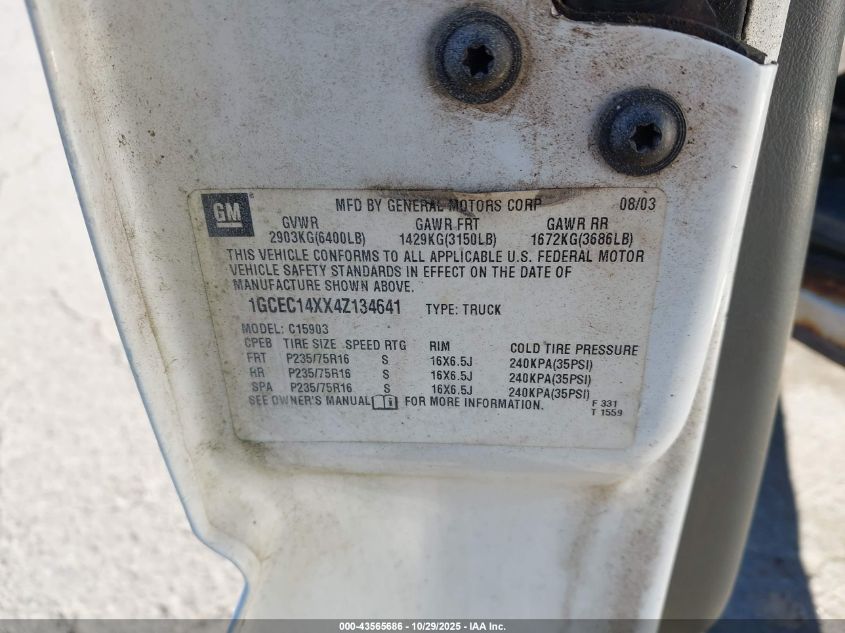 GM
MFD BY GENERAL MOTORS CORP 08/03
GVWR GAWR FRT GAWR RR
2903KG(6400LB) 1429KG(3150LB) 1672KG(3686LB)
THIS VEHICLE CONFORMS TO ALL APPLICABLE U.S. FEDERAL MOTOR
VEHICLE SAFETY STANDARDS IN EFFECT ON THE DATE OF
MANUFACTURE SHOWN ABOVE.
1GCEC14XX4Z134641 TYPE: TRUCK
MODEL: C15903
CPEB TIRE SIZE SPEED RTG RIM COLD TIRE PRESSURE
FRT P235/75R16 S 16X6.5J 240KPA(35PSI)
RR P235/75R16 S 16X6.5J 240KPA(35PSI)
SPA P235/75R16 S 16X6.5J 240KPA(35PSI)
SEE OWNER'S MANUAL FOR MORE INFORMATION. F 331
T 1559
000-43565686 - 10/29/2025 - IAA Inc.